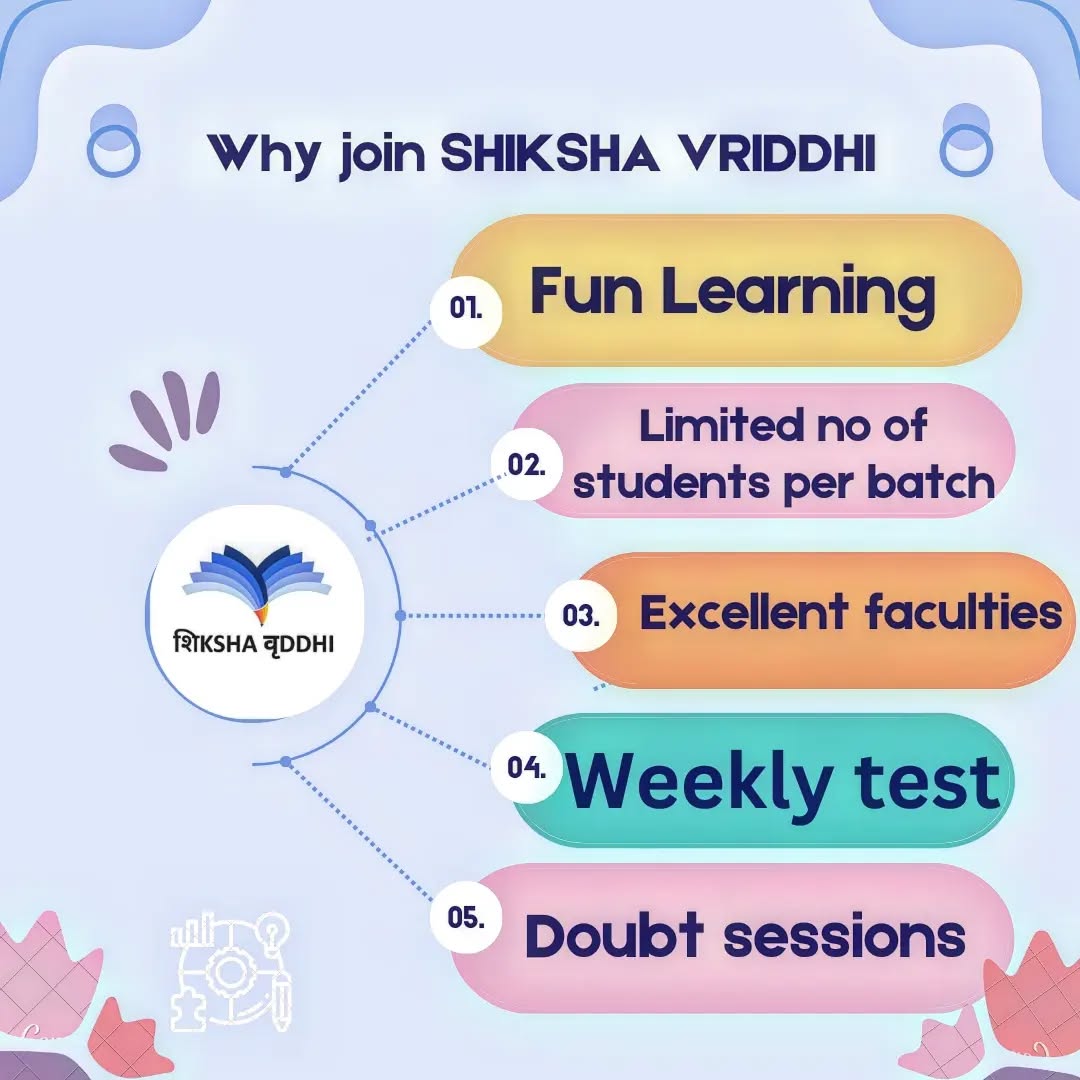 Why join SHIKSHA VRIDDHI
01.
Fun Learning
02.
Limited no of
students per batch
03.
Excellent faculties
शिKSHA वृDDHI
04.
Weekly test
05.
Doubt sessions